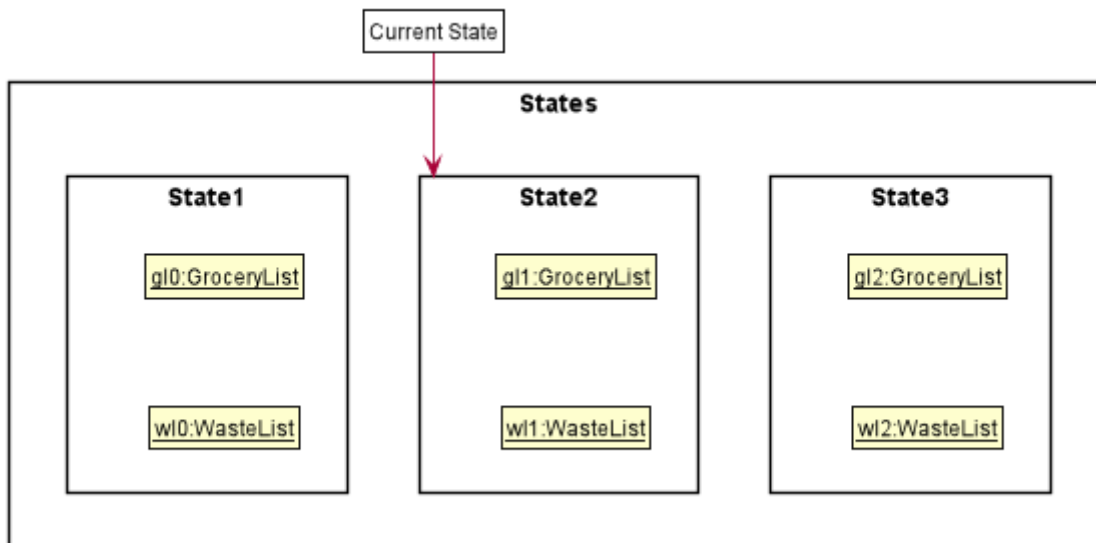 Current State
States
State1
State2
State3
gl0:GroceryList
gl1:GroceryList
gl2:GroceryList
wl0:WasteList
wl1:WasteList
wl2:WasteList